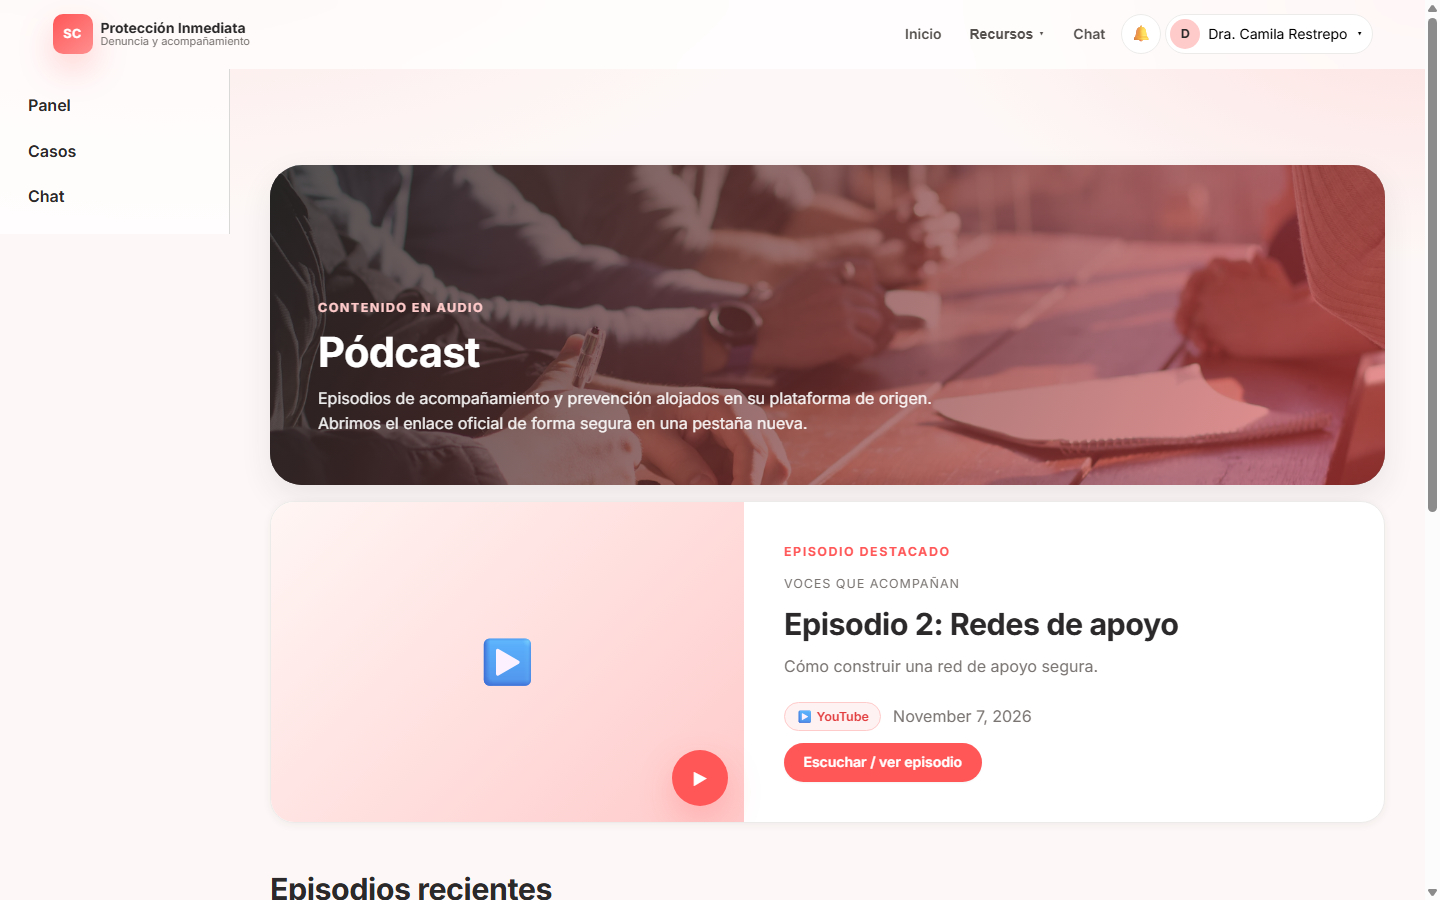 SC
Protección Inmediata
Denuncia y acompañamiento
Inicio
Recursos
Chat
D
Dra. Camila Restrepo
Panel
Casos
Chat
CONTENIDO EN AUDIO
Pódcast
Episodios de acompañamiento y prevención alojados en su plataforma de origen.
Abrimos el enlace oficial de forma segura en una pestaña nueva.
EPISODIO DESTACADO
VOCES QUE ACOMPAÑAN
Episodio 2: Redes de apoyo
Cómo construir una red de apoyo segura.
YouTube
November 7, 2026
Escuchar / ver episodio
Episodios recientes